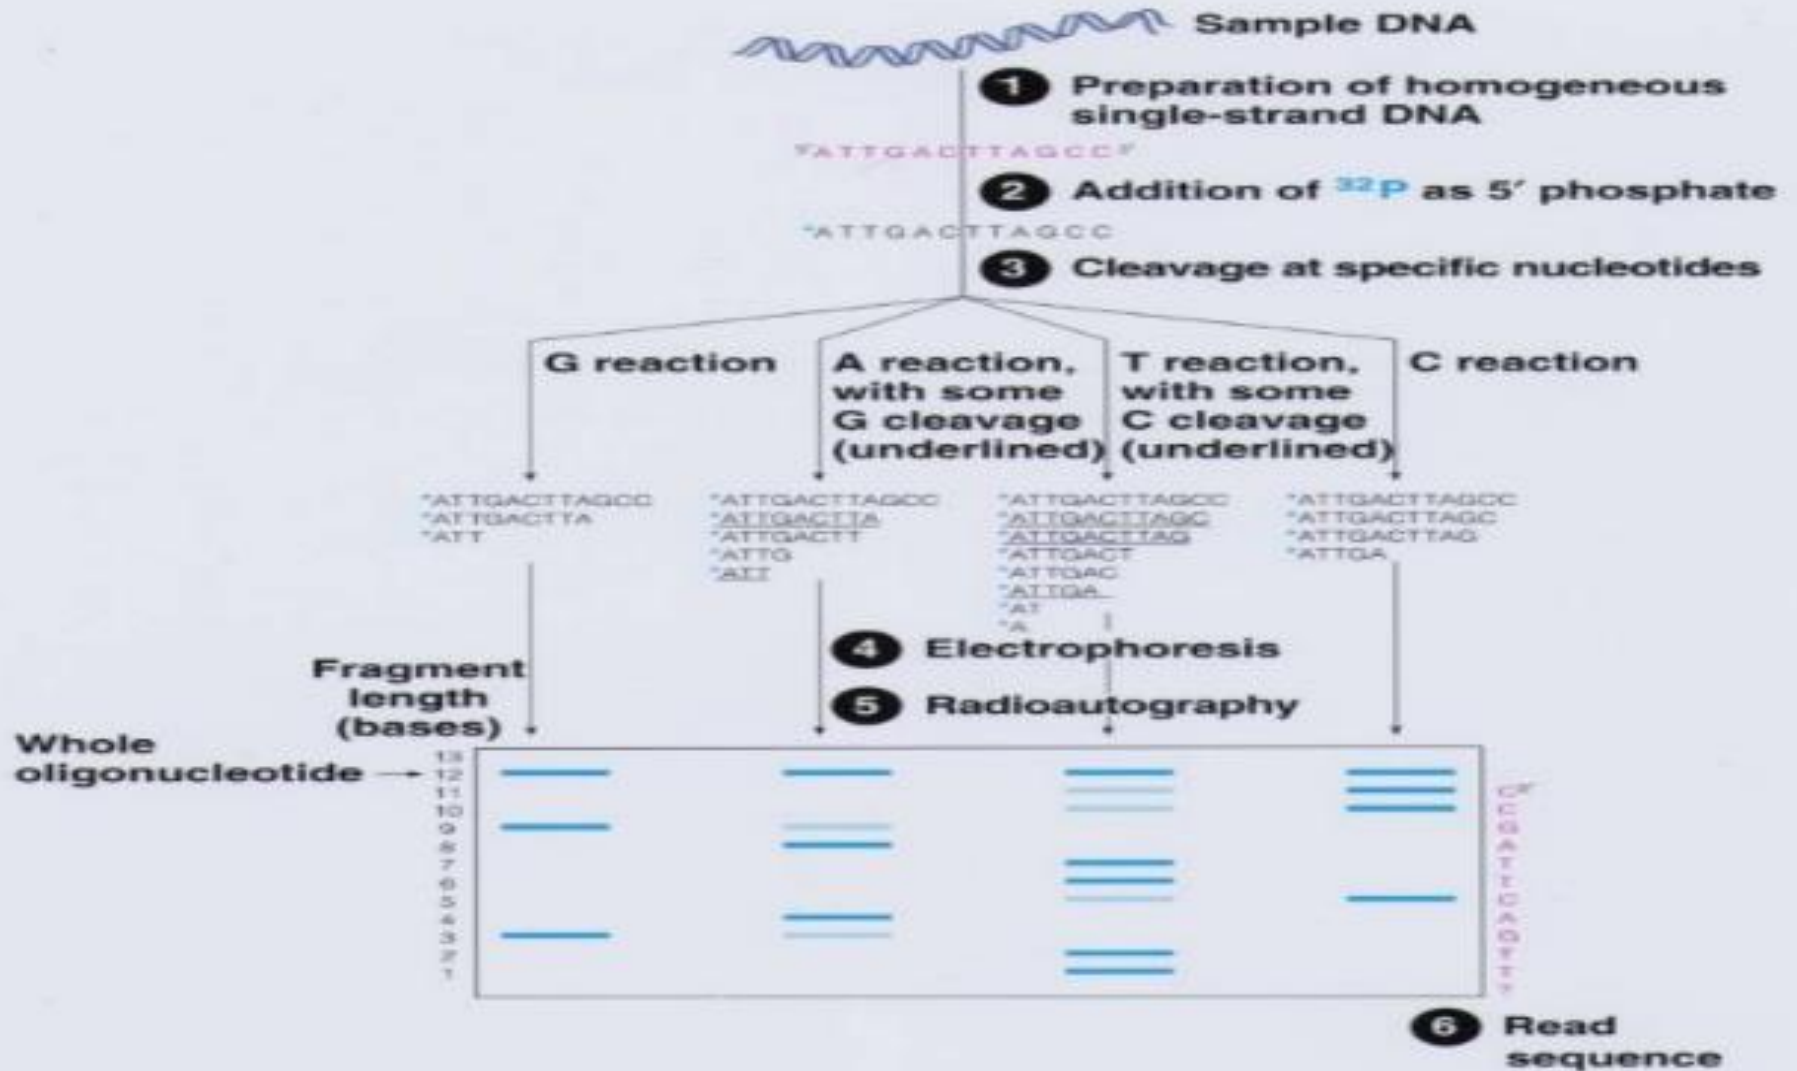 Sample DNA
1 Preparation of homogeneous
single-strand DNA
5'ATTGACTTAGCC3'
2 Addition of ³²P as 5′ phosphate
*ATTGACTTAGCC
3 Cleavage at specific nucleotides
G reaction
A reaction,
with some
G cleavage
(underlined)
T reaction,
with some
C cleavage
(underlined)
C reaction
*ATTGACTTAGCC
*ATTGACTTA
*ATT
*ATTGACTTAGCC
*ATTGACTTA
*ATTGACTT
*ATTG
*ATT
*ATTGACTTAGCC
*ATTGACTTAGC
*ATTGACTTAG
*ATTGACT
*ATTGAC
*ATTGA
*AT
*A
*ATTGACTTAGCC
*ATTGACTTAGC
*ATTGACTTAG
*ATTGA
4 Electrophoresis
5 Radioautography
Fragment
length
(bases)
Whole
oligonucleotide
13
12
11
10
9
8
7
6
5
4
3
2
1
C3'
C
G
A
T
T
C
A
G
T
T
?
6 Read
sequence